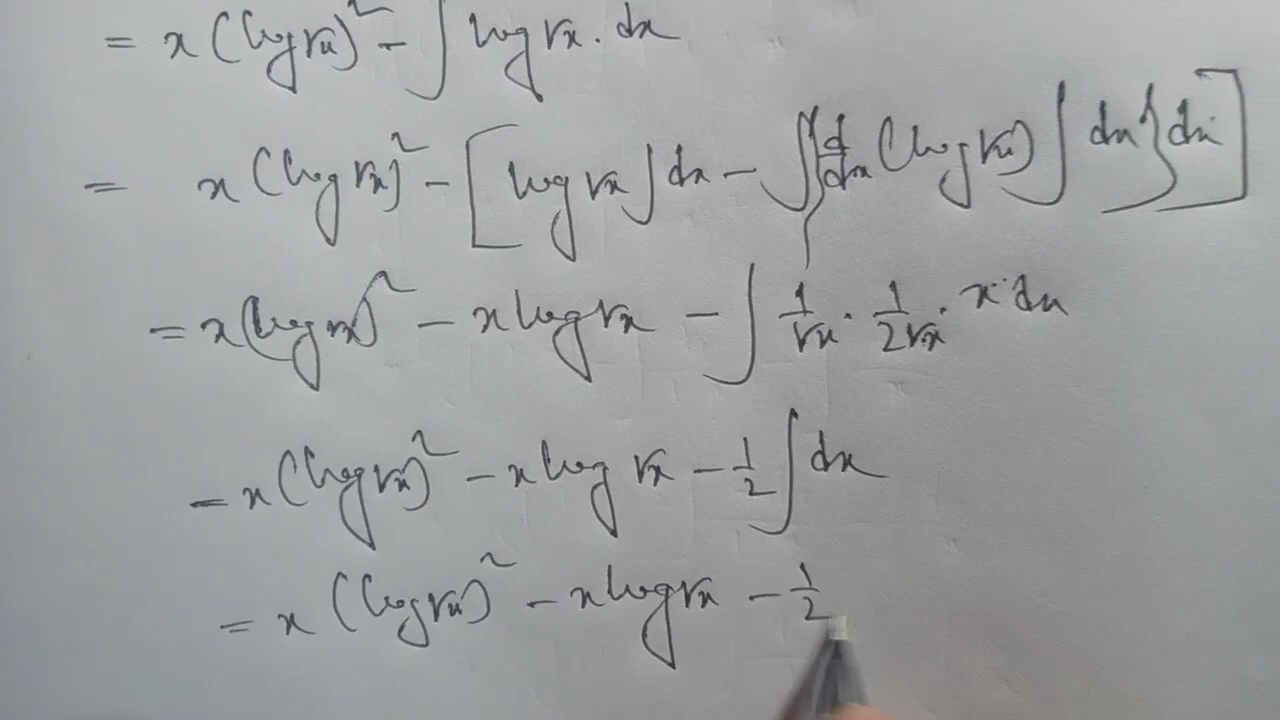 = x (log √x)² - ∫ log √x . dx
= x (log √x)² - [ log √x ∫ dx - ∫ { d/dx (log √x) ∫ dx } dx ]
= x (log √x)² - x log √x - ∫ 1/√x . 1/2√x . x dx
= x (log √x)² - x log √x - 1/2 ∫ dx
= x (log √x)² - x log √x - 1/2